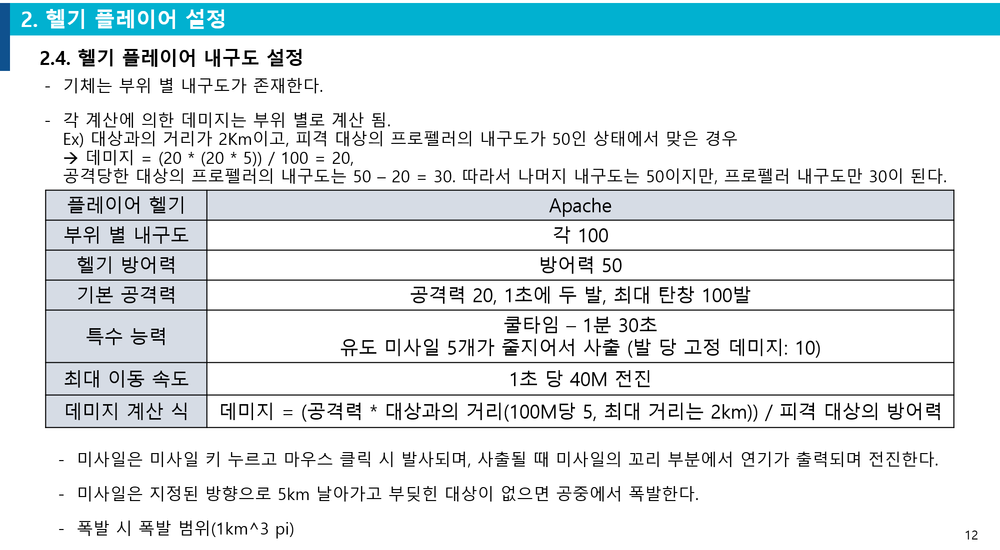 2. 헬기 플레이어 설정
2.4. 헬기 플레이어 내구도 설정
- 기체는 부위 별 내구도가 존재한다.
- 각 계산에 의한 데미지는 부위 별로 계산 됨.
Ex) 대상과의 거리가 2Km이고, 피격 대상의 프로펠러의 내구도가 50인 상태에서 맞은 경우
→ 데미지 = (20 * (20 * 5)) / 100 = 20,
공격당한 대상의 프로펠러의 내구도는 50 – 20 = 30. 따라서 나머지 내구도는 50이지만, 프로펠러 내구도만 30이 된다.
플레이어 헬기 Apache
부위 별 내구도 각 100
헬기 방어력 방어력 50
기본 공격력 공격력 20, 1초에 두 발, 최대 탄창 100발
특수 능력 쿨타임 – 1분 30초
유도 미사일 5개가 줄지어서 사출 (발 당 고정 데미지: 10)
최대 이동 속도 1초 당 40M 전진
데미지 계산 식 데미지 = (공격력 * 대상과의 거리(100M당 5, 최대 거리는 2km)) / 피격 대상의 방어력
- 미사일은 미사일 키 누르고 마우스 클릭 시 발사되며, 사출될 때 미사일의 꼬리 부분에서 연기가 출력되며 전진한다.
- 미사일은 지정된 방향으로 5km 날아가고 부딪힌 대상이 없으면 공중에서 폭발한다.
- 폭발 시 폭발 범위(1km^3 pi)
12